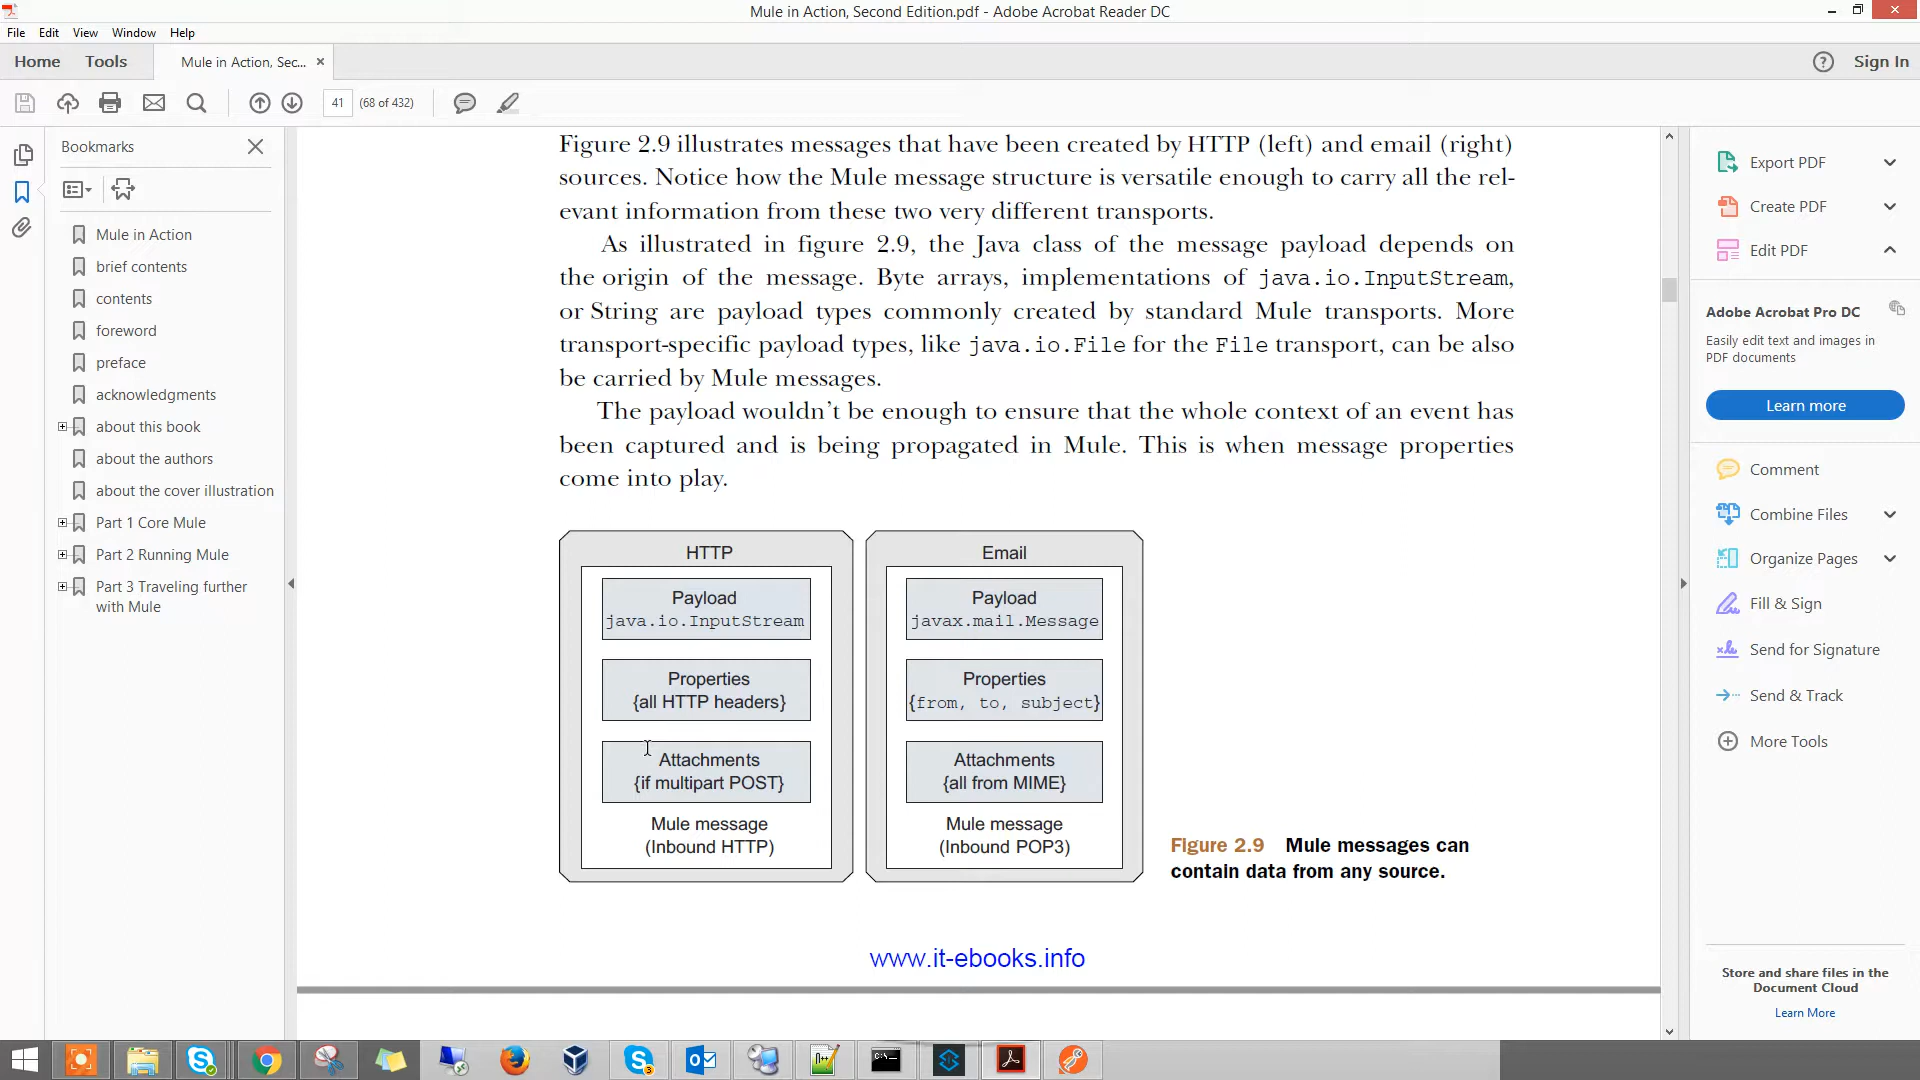 Mule in Action, Second Edition.pdf - Adobe Acrobat Reader DC
File Edit View Window Help
Home Tools Mule in Action, Sec... × Sign In
41 (68 of 432)
Bookmarks
Mule in Action
brief contents
contents
foreword
preface
acknowledgments
about this book
about the authors
about the cover illustration
Part 1 Core Mule
Part 2 Running Mule
Part 3 Traveling further
with Mule
Figure 2.9 illustrates messages that have been created by HTTP (left) and email (right)
sources. Notice how the Mule message structure is versatile enough to carry all the rel-
evant information from these two very different transports.
As illustrated in figure 2.9, the Java class of the message payload depends on
the origin of the message. Byte arrays, implementations of java.io.InputStream,
or String are payload types commonly created by standard Mule transports. More
transport-specific payload types, like java.io.File for the File transport, can be also
be carried by Mule messages.
The payload wouldn't be enough to ensure that the whole context of an event has
been captured and is being propagated in Mule. This is when message properties
come into play.
HTTP
Payload
java.io.InputStream
Properties
{all HTTP headers}
Attachments
{if multipart POST}
Mule message
(Inbound HTTP)
Email
Payload
javax.mail.Message
Properties
{from, to, subject}
Attachments
{all from MIME}
Mule message
(Inbound POP3)
Figure 2.9 Mule messages can
contain data from any source.
www.it-ebooks.info
Export PDF
Create PDF
Edit PDF
Adobe Acrobat Pro DC
Easily edit text and images in
PDF documents
Learn more
Comment
Combine Files
Organize Pages
Fill & Sign
Send for Signature
Send & Track
More Tools
Store and share files in the
Document Cloud
Learn More